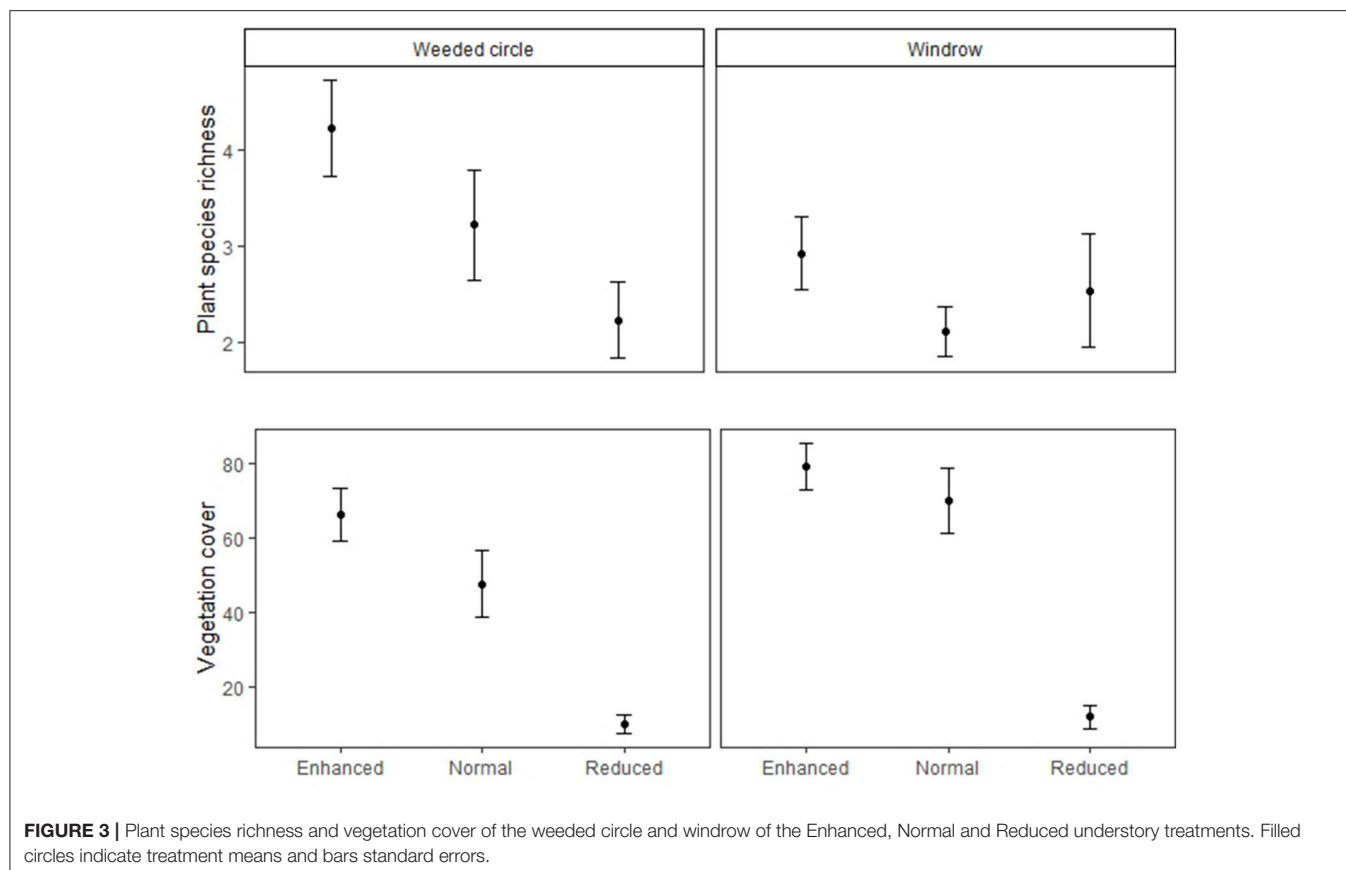 Weeded circle
Windrow
Plant species richness
4
3
2
Vegetation cover
80
60
40
20
Enhanced Normal Reduced
Enhanced Normal Reduced
FIGURE 3 | Plant species richness and vegetation cover of the weeded circle and windrow of the Enhanced, Normal and Reduced understory treatments. Filled
circles indicate treatment means and bars standard errors.